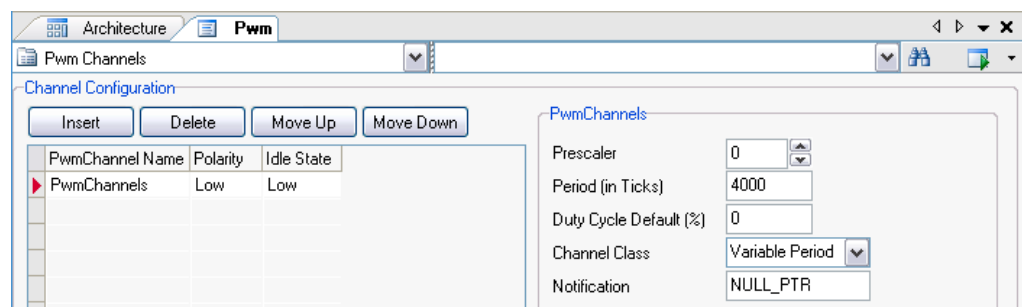 Architecture Pwm
Pwm Channels
Channel Configuration
Insert Delete Move Up Move Down
PwmChannel Name Polarity Idle State
PwmChannels Low Low
PwmChannels
Prescaler 0
Period (in Ticks) 4000
Duty Cycle Default (%) 0
Channel Class Variable Period
Notification NULL_PTR